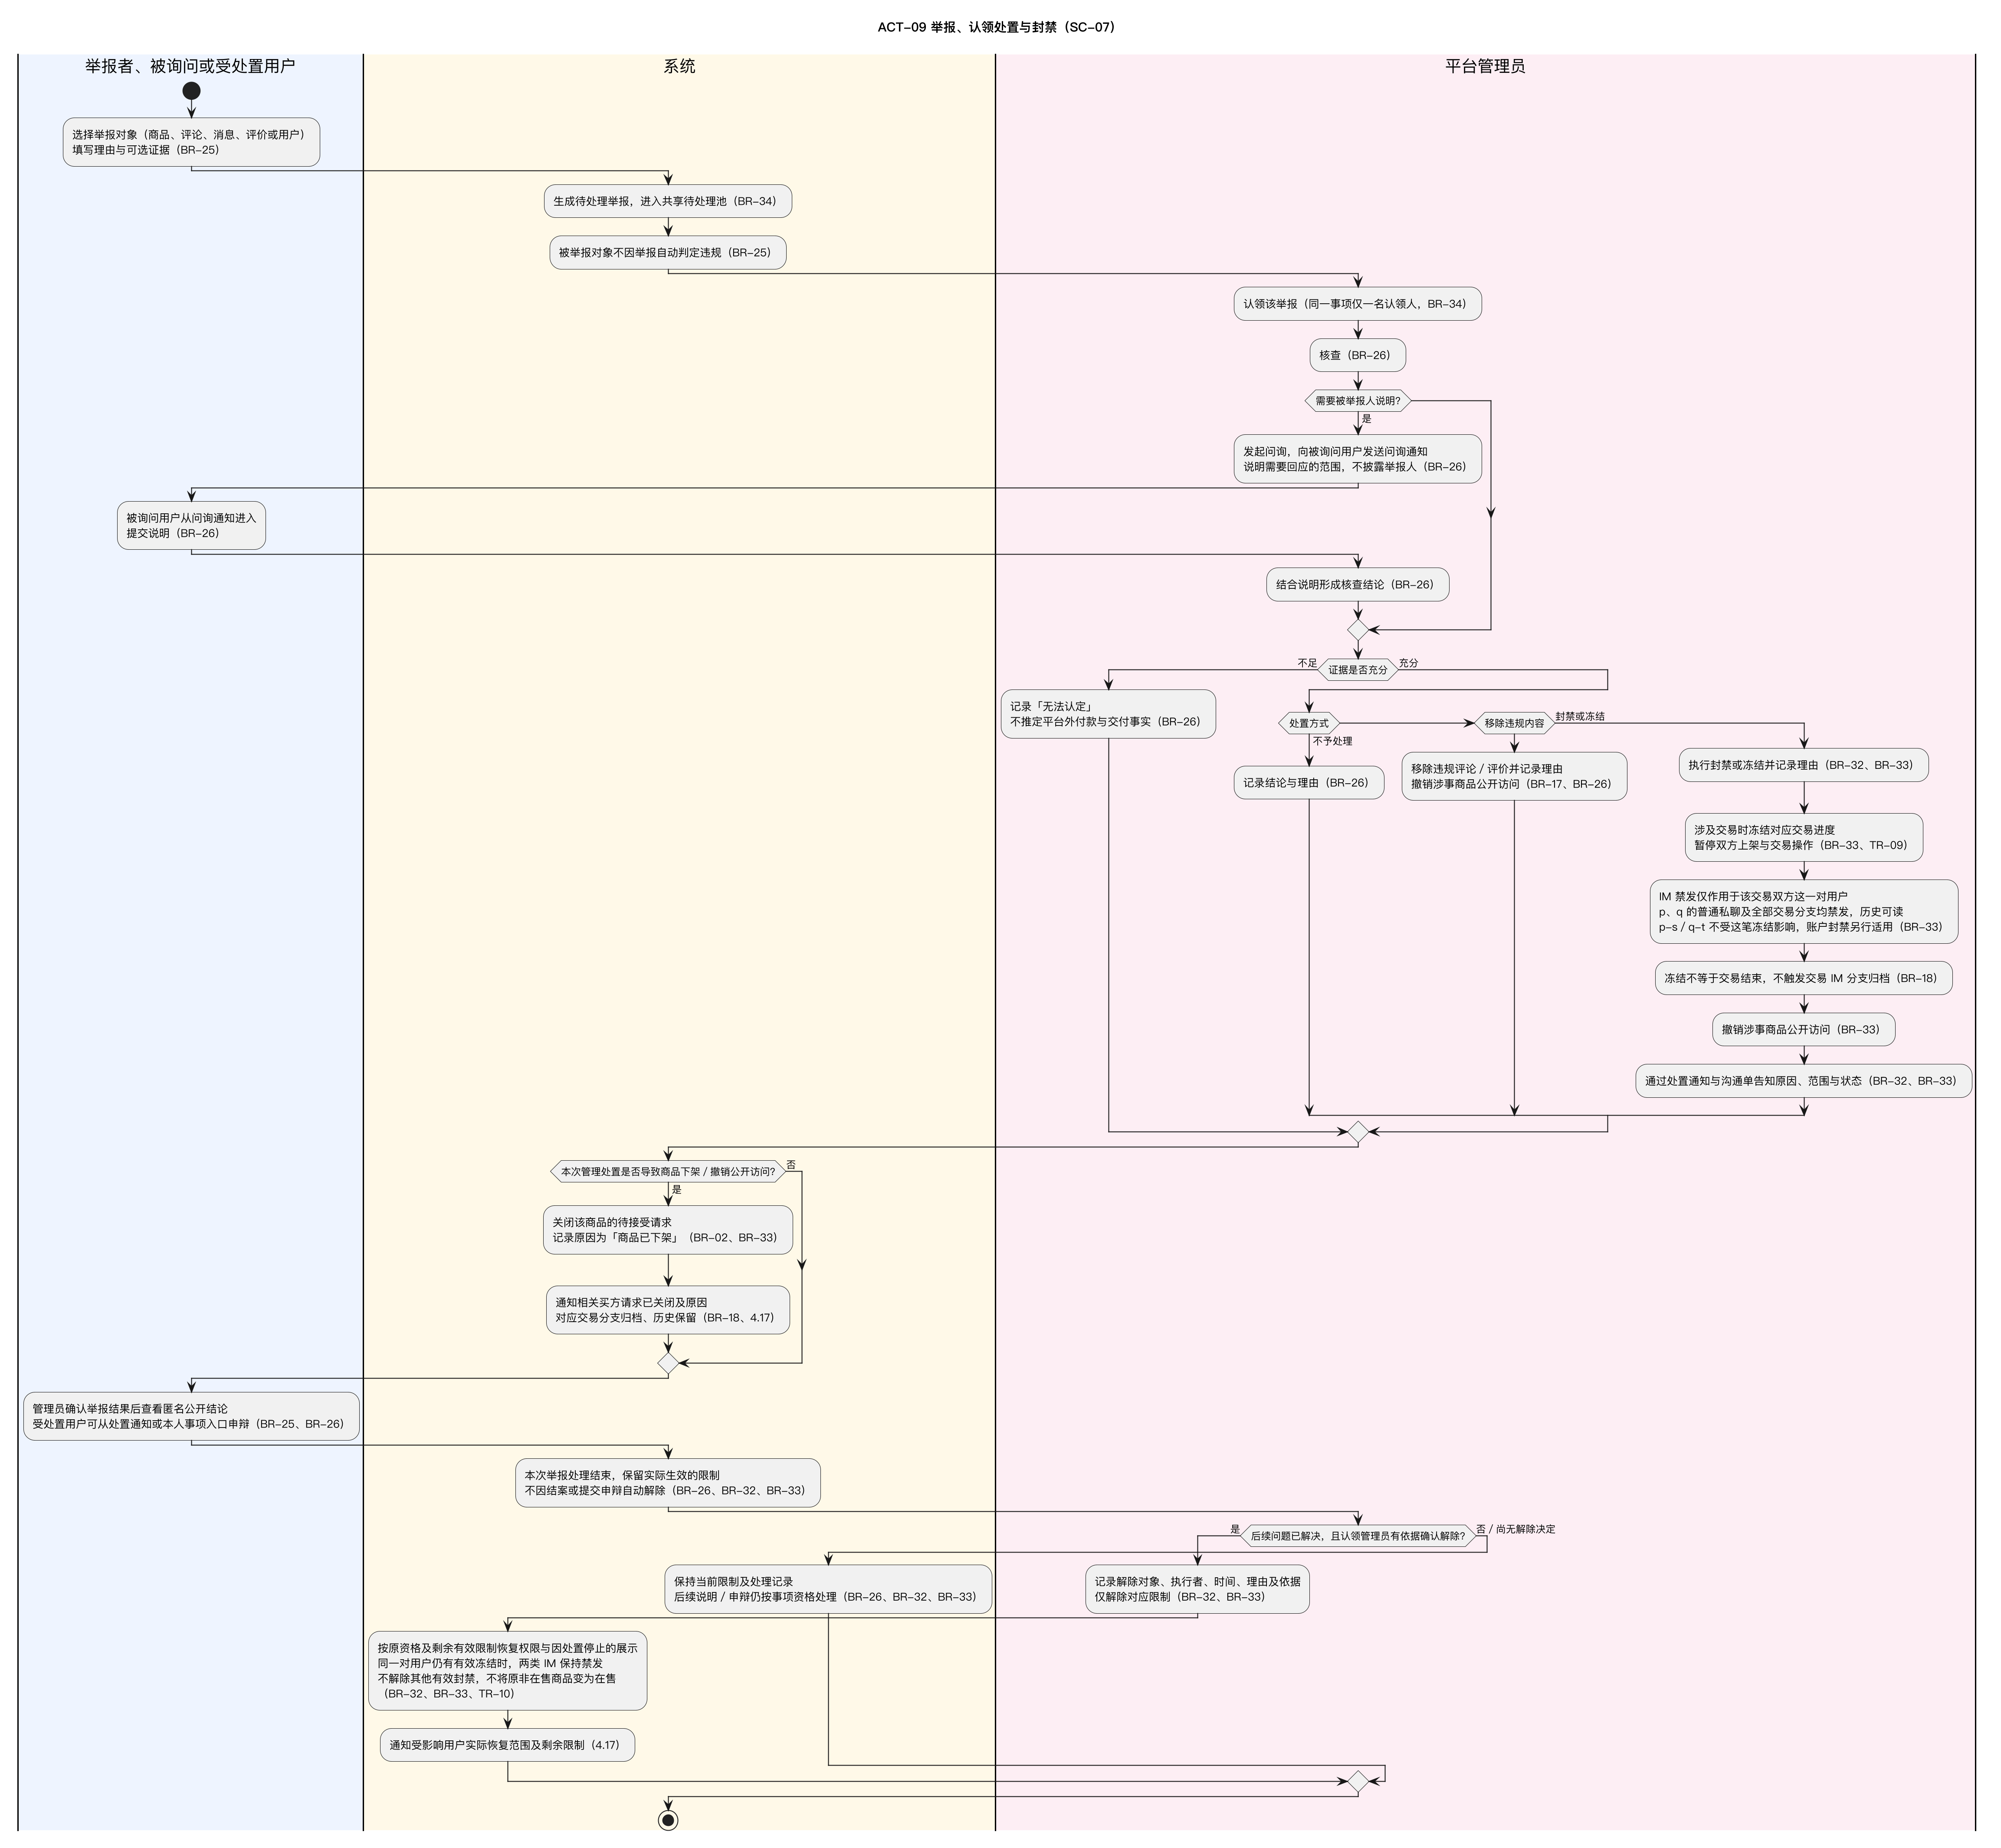 ACT-09 举报、认领处置与封禁（SC-07）
举报者、被询问或受处置用户
系统
平台管理员
选择举报对象（商品、评论、消息、评价或用户）
填写理由与可选证据（BR-25）
生成待处理举报，进入共享待处理池（BR-34）
被举报对象不因举报自动判定违规（BR-25）
认领该举报（同一事项仅一名认领人，BR-34）
核查（BR-26）
需要被举报人说明?
是
发起问询，向被询问用户发送问询通知
说明需要回应的范围，不披露举报人（BR-26）
被询问用户从问询通知进入
提交说明（BR-26）
结合说明形成核查结论（BR-26）
不足
证据是否充分
充分
记录「无法认定」
不推定平台外付款与交付事实（BR-26）
处置方式
不予处理
移除违规内容
封禁或冻结
记录结论与理由（BR-26）
移除违规评论 / 评价并记录理由
撤销涉事商品公开访问（BR-17、BR-26）
执行封禁或冻结并记录理由（BR-32、BR-33）
涉及交易时冻结对应交易进度
暂停双方上架与交易操作（BR-33、TR-09）
IM 禁发仅作用于该交易双方这一对用户
p、q 的普通私聊及全部交易分支均禁发，历史可读
p-s / q-t 不受这笔冻结影响，账户封禁另行适用（BR-33）
冻结不等于交易结束，不触发交易 IM 分支归档（BR-18）
撤销涉事商品公开访问（BR-33）
通过处置通知与沟通单告知原因、范围与状态（BR-32、BR-33）
本次管理处置是否导致商品下架 / 撤销公开访问?
否
是
关闭该商品的待接受请求
记录原因为「商品已下架」（BR-02、BR-33）
通知相关买方请求已关闭及原因
对应交易分支归档、历史保留（BR-18、4.17）
管理员确认举报结果后查看匿名公开结论
受处置用户可从处置通知或本人事项入口申辩（BR-25、BR-26）
本次举报处理结束，保留实际生效的限制
不因结案或提交申辩自动解除（BR-26、BR-32、BR-33）
是
后续问题已解决，且认领管理员有依据确认解除?
否 / 尚无解除决定
保持当前限制及处理记录
后续说明 / 申辩仍按事项资格处理（BR-26、BR-32、BR-33）
记录解除对象、执行者、时间、理由及依据
仅解除对应限制（BR-32、BR-33）
按原资格及剩余有效限制恢复权限与因处置停止的展示
同一对用户仍有有效冻结时，两类 IM 保持禁发
不解除其他有效封禁，不将原非在售商品变为在售
（BR-32、BR-33、TR-10）
通知受影响用户实际恢复范围及剩余限制（4.17）